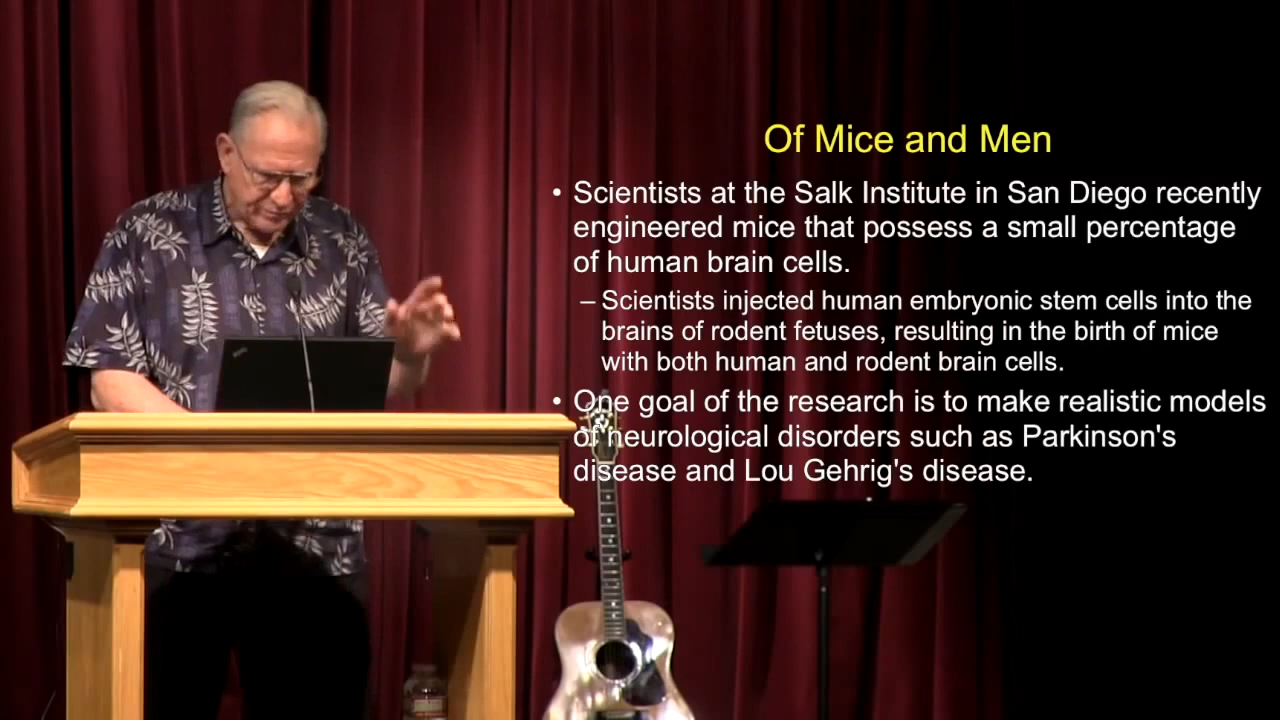 Of Mice and Men
• Scientists at the Salk Institute in San Diego recently
engineered mice that possess a small percentage
of human brain cells.
– Scientists injected human embryonic stem cells into the
brains of rodent fetuses, resulting in the birth of mice
with both human and rodent brain cells.
• One goal of the research is to make realistic models
of neurological disorders such as Parkinson's
disease and Lou Gehrig's disease.